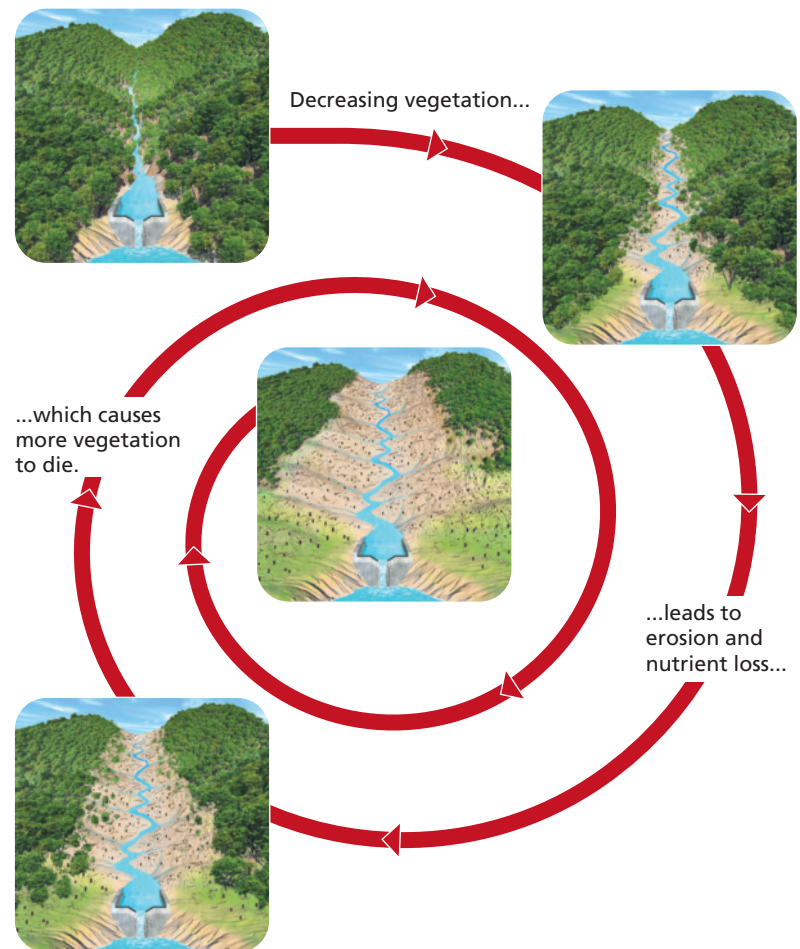 Decreasing vegetation...
...leads to
erosion and
nutrient loss...
...which causes
more vegetation
to die.